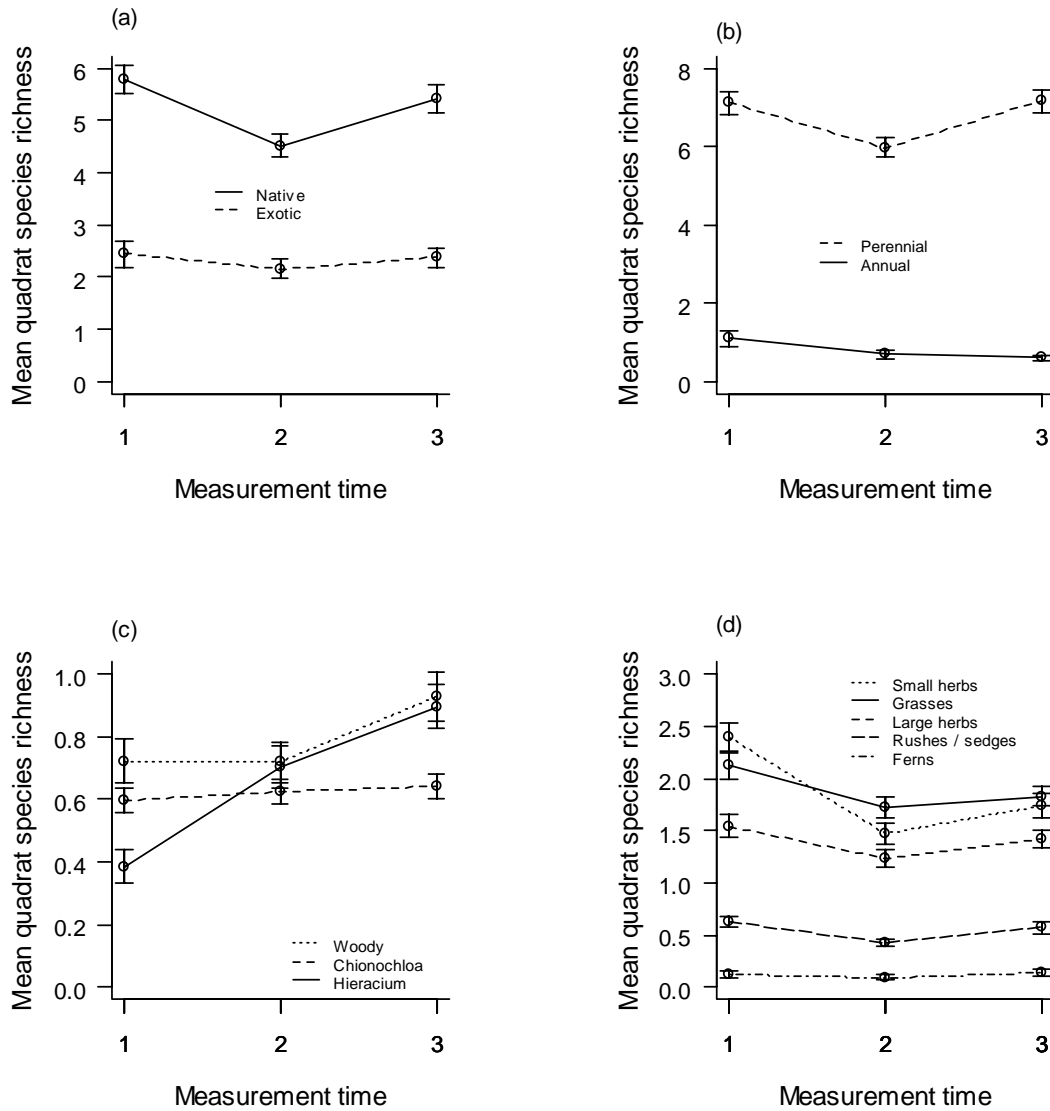 (a)
Mean quadrat species richness
6
5
4
3
2
1
0
Native
Exotic
1 2 3
Measurement time
(b)
Mean quadrat species richness
8
6
4
2
0
Perennial
Annual
1 2 3
Measurement time
(c)
Mean quadrat species richness
1.0
0.8
0.6
0.4
0.2
0.0
Woody
Chionochloa
Hieracium
1 2 3
Measurement time
(d)
Mean quadrat species richness
3.0
2.5
2.0
1.5
1.0
0.5
0.0
Small herbs
Grasses
Large herbs
Rushes / sedges
Ferns
1 2 3
Measurement time